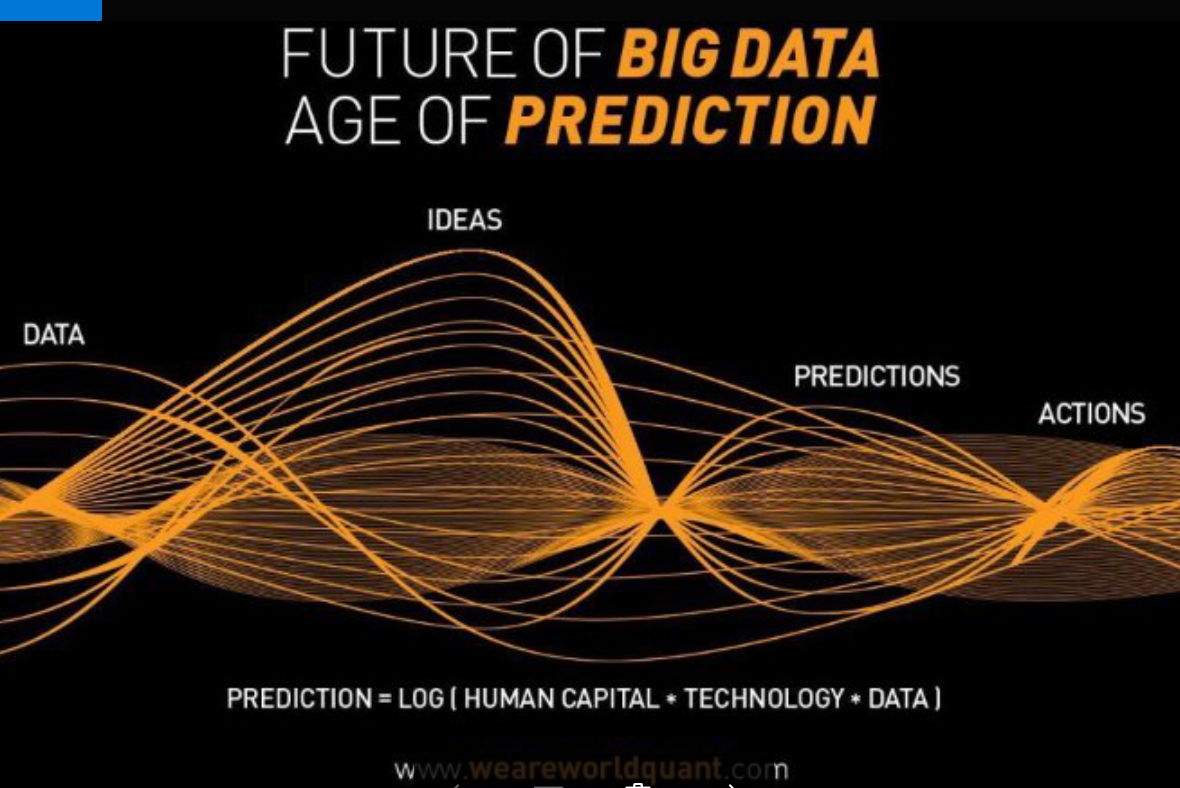 FUTURE OF BIG DATA
AGE OF PREDICTION
IDEAS
DATA
PREDICTIONS
ACTIONS
PREDICTION = LOG ( HUMAN CAPITAL * TECHNOLOGY * DATA )
www.weareworldquant.com